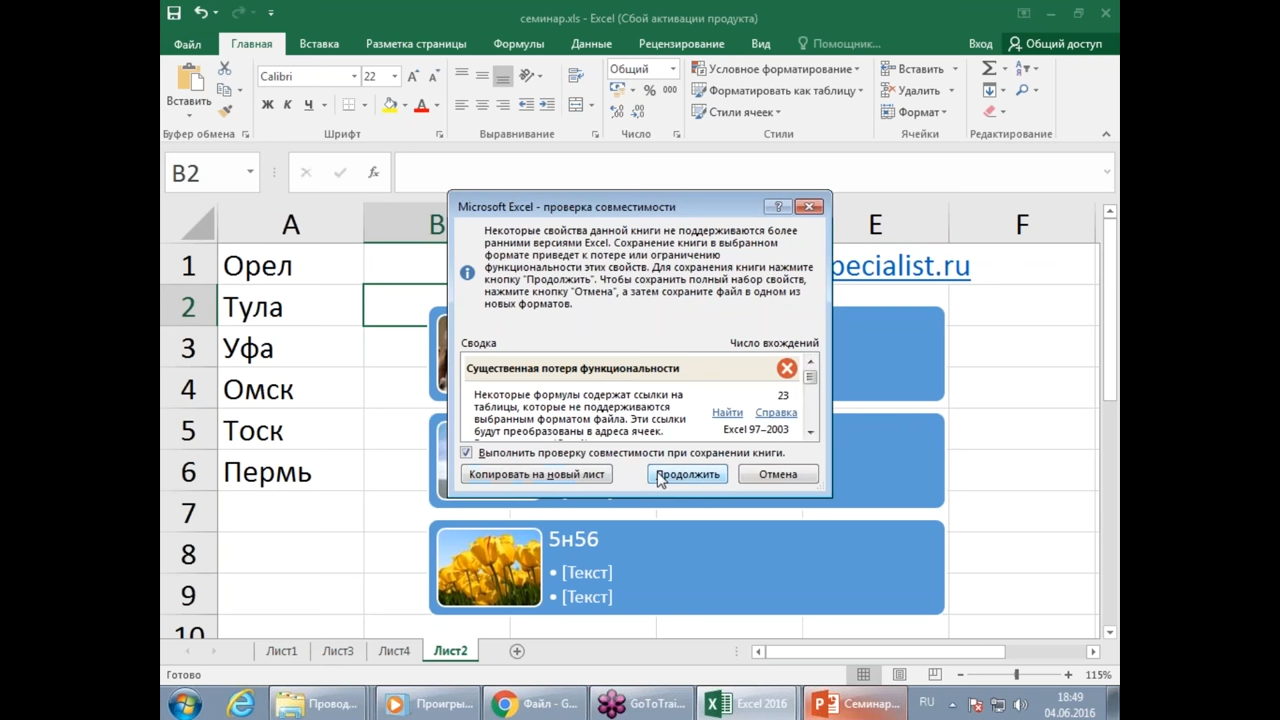 семинар.xls - Excel (Сбой активации продукта)
Файл Главная Вставка Разметка страницы Формулы Данные Рецензирование Вид Помощник... Вход Общий доступ
Calibri 22 Общий Условное форматирование Вставить
Вставить Ж К Ч % 000 Форматировать как таблицу Удалить
Стили ячеек Формат
Буфер обмена Шрифт Выравнивание Число Стили Ячейки Редактирование
B2 fx
A B E F
1 Орел pecialist.ru
2 Тула
3 Уфа
4 Омск
5 Тоск
6 Пермь
7
8
9
10
Microsoft Excel - проверка совместимости
Некоторые свойства данной книги не поддерживаются более
ранними версиями Excel. Сохранение книги в выбранном
формате приведет к потере или ограничению
функциональности этих свойств. Для сохранения книги нажмите
кнопку "Продолжить". Чтобы сохранить полный набор свойств,
нажмите кнопку "Отмена", а затем сохраните файл в одном из
новых форматов.
Сводка Число вхождений
Существенная потеря функциональности
Некоторые формулы содержат ссылки на 23
таблицы, которые не поддерживаются Найти Справка
выбранным форматом файла. Эти ссылки
будут преобразованы в адреса ячеек. Excel 97-2003
Выполнить проверку совместимости при сохранении книги.
Копировать на новый лист Продолжить Отмена
5н56
• [Текст]
• [Текст]
Лист1 Лист3 Лист4 Лист2
Готово 115%
Провод... Проигры... Файл - G... GoToTrai... Excel 2016 Семинар... RU 18:49
04.06.2016